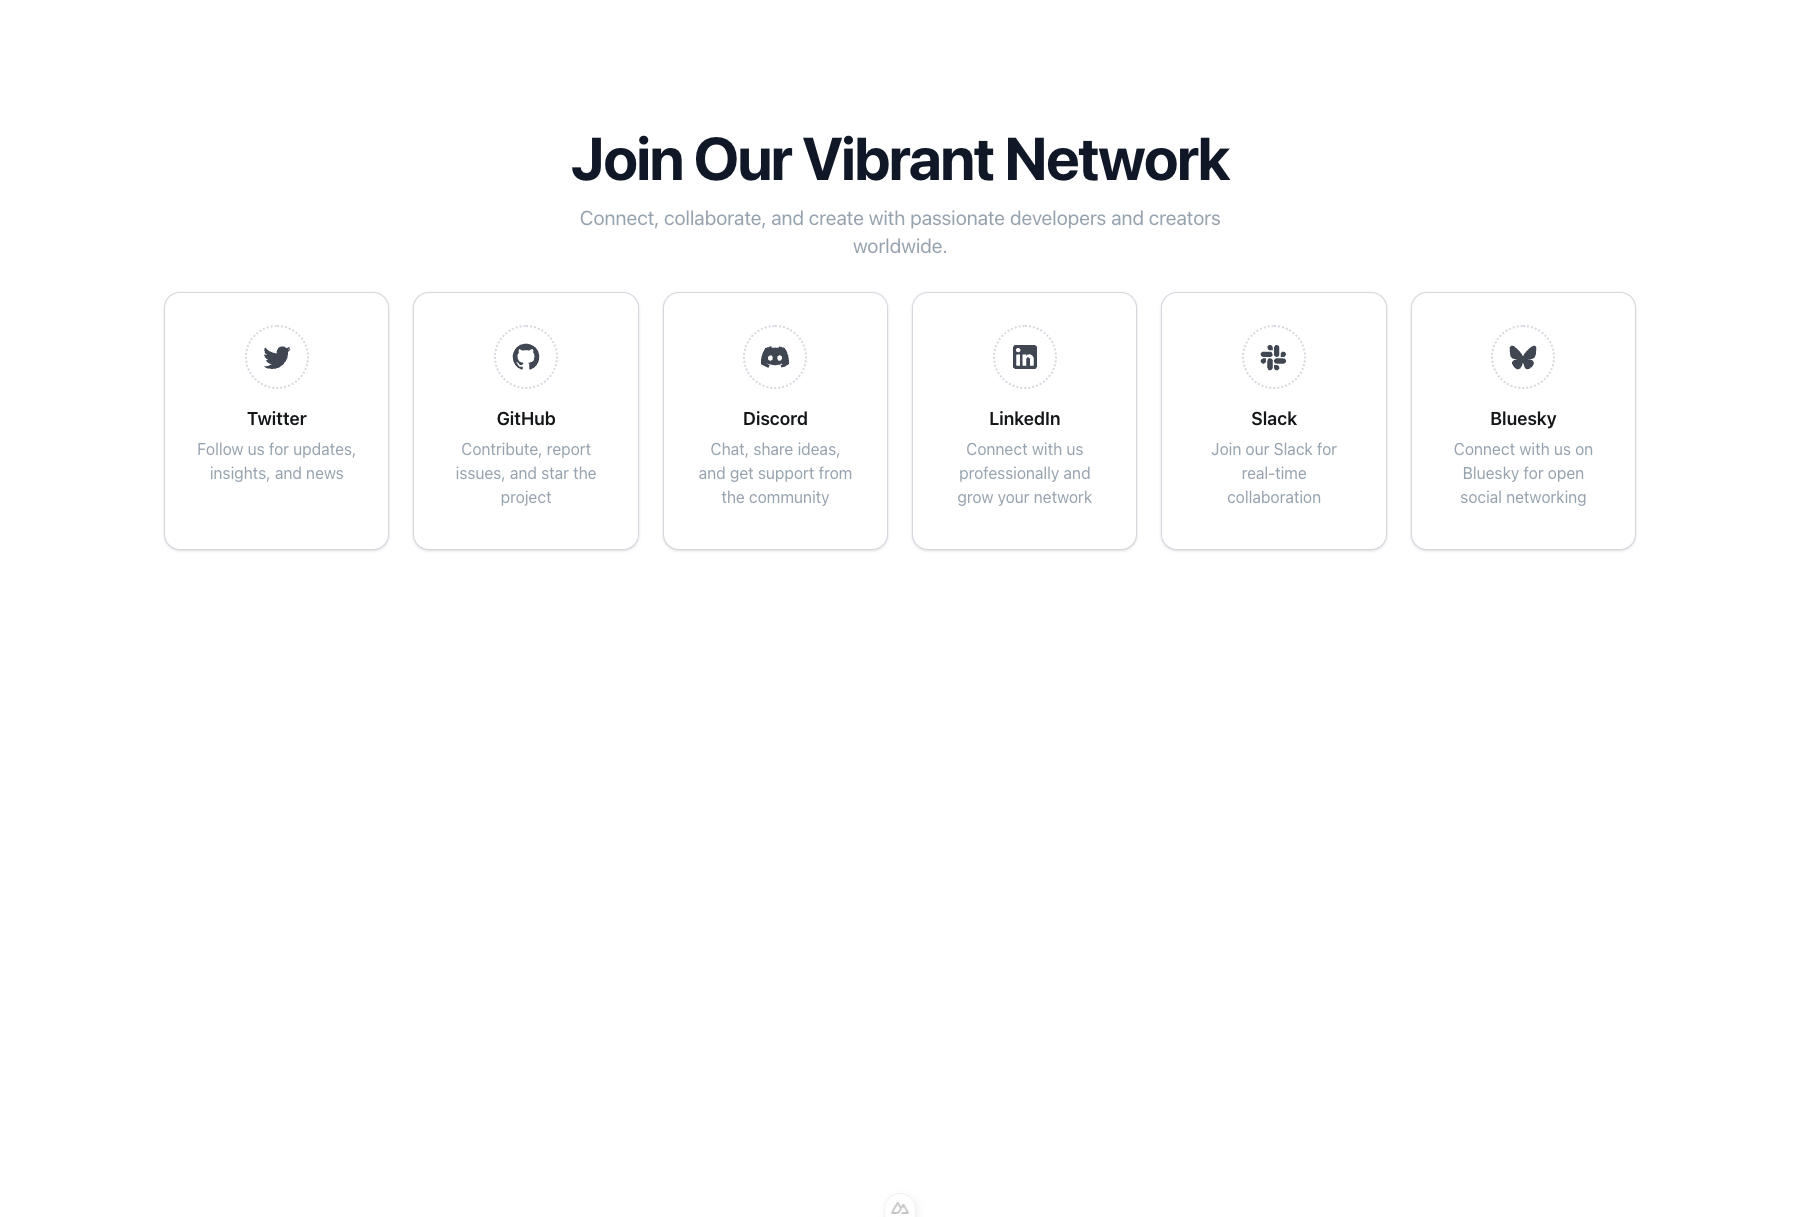 Join Our Vibrant Network
Connect, collaborate, and create with passionate developers and creators
worldwide.
Twitter
Follow us for updates,
insights, and news
GitHub
Contribute, report
issues, and star the
project
Discord
Chat, share ideas,
and get support from
the community
LinkedIn
Connect with us
professionally and
grow your network
Slack
Join our Slack for
real-time
collaboration
Bluesky
Connect with us on
Bluesky for open
social networking